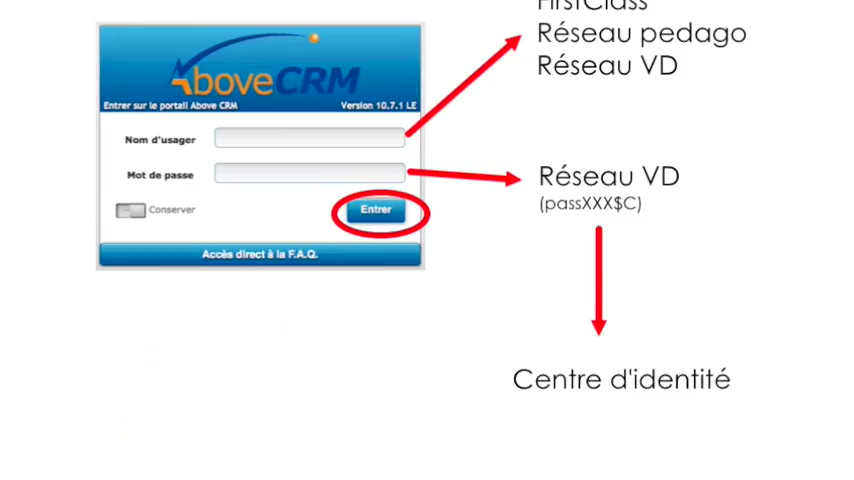 FirstClass
Réseau pedago
Réseau VD
AboveCRM
Entrer sur le portail Above CRM
Version 10.7.1 LE
Nom d'usager
Mot de passe
Réseau VD
(passXXX$C)
Conserver
Entrer
Accès direct à la F.A.Q.
Centre d'identité